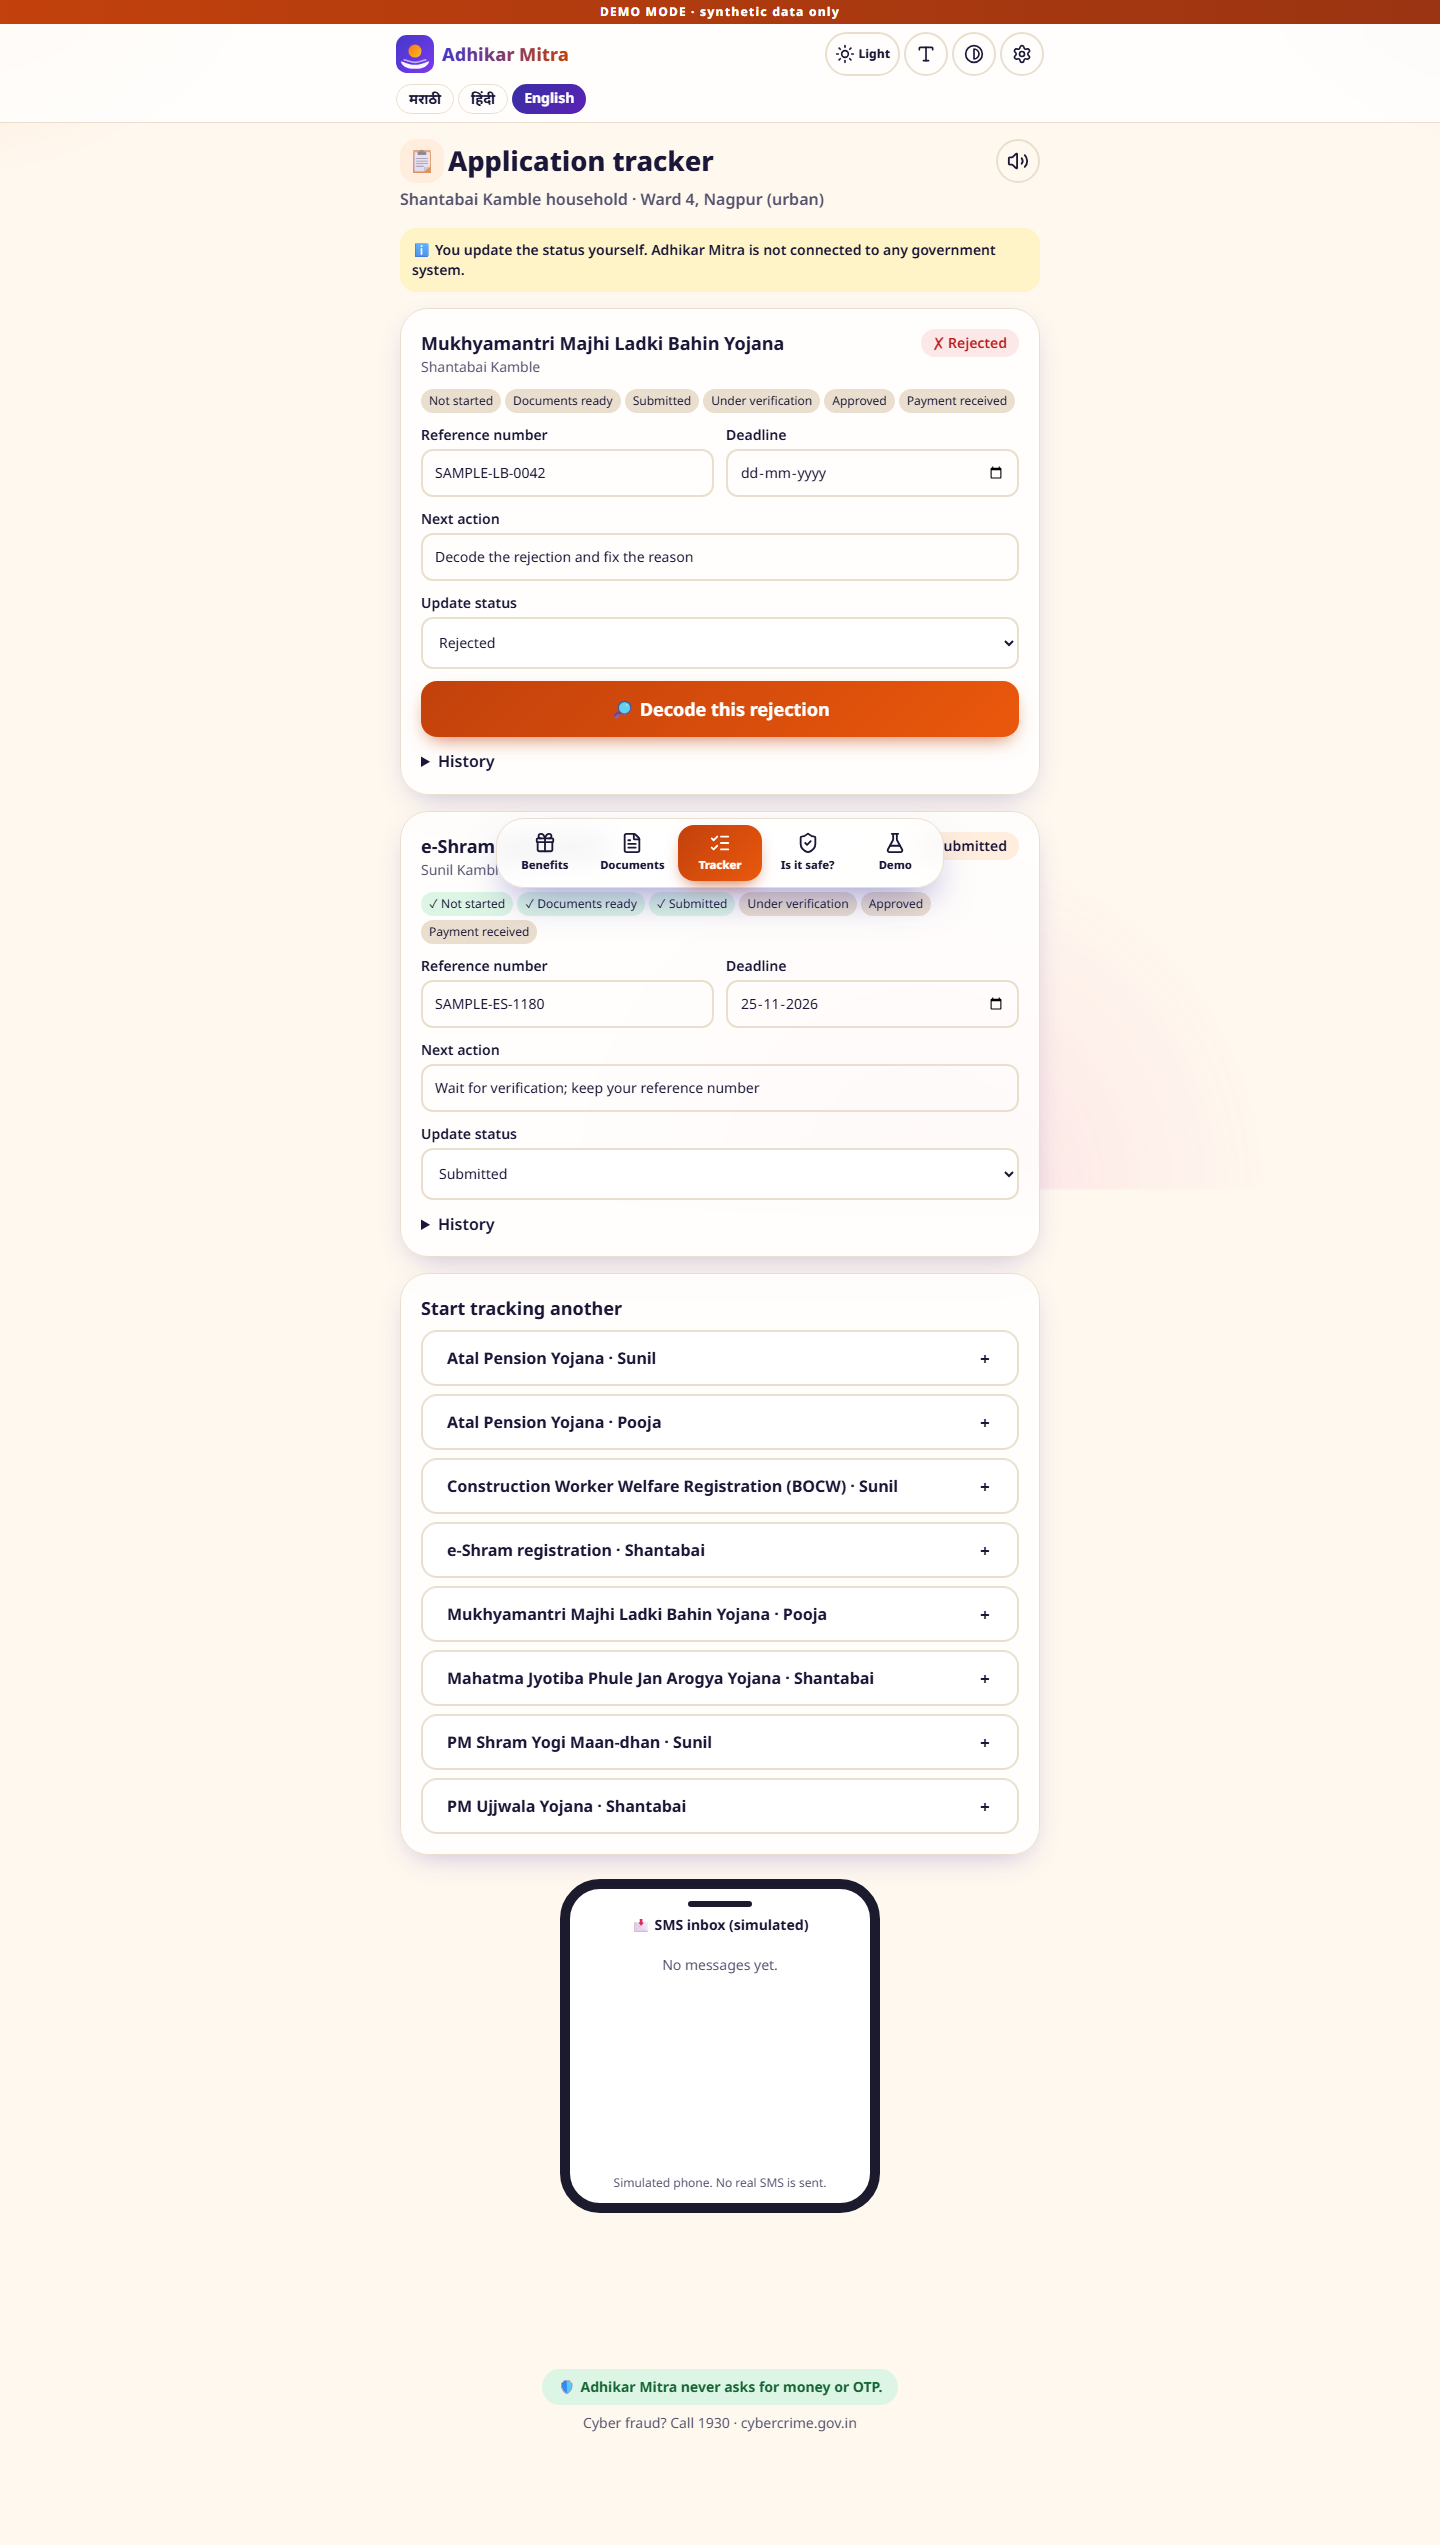 DEMO MODE · synthetic data only
Adhikar Mitra
Light
मराठी
हिंदी
English
Application tracker
Shantabai Kamble household · Ward 4, Nagpur (urban)
You update the status yourself. Adhikar Mitra is not connected to any government
system.
Mukhyamantri Majhi Ladki Bahin Yojana
✗ Rejected
Shantabai Kamble
Not started
Documents ready
Submitted
Under verification
Approved
Payment received
Reference number
Deadline
SAMPLE-LB-0042
dd-mm-yyyy
Next action
Decode the rejection and fix the reason
Update status
Rejected
Decode this rejection
History
e-Shram
Sunil
Benefits
Documents
Tracker
Is it safe?
Demo
✓ Not started
✓ Documents ready
✓ Submitted
Under verification
Approved
Payment received
Reference number
Deadline
SAMPLE-ES-1180
25-11-2026
Next action
Wait for verification; keep your reference number
Update status
Submitted
History
Start tracking another
Atal Pension Yojana · Sunil +
Atal Pension Yojana · Pooja +
Construction Worker Welfare Registration (BOCW) · Sunil +
e-Shram registration · Shantabai +
Mukhyamantri Majhi Ladki Bahin Yojana · Pooja +
Mahatma Jyotiba Phule Jan Arogya Yojana · Shantabai +
PM Shram Yogi Maan-dhan · Sunil +
PM Ujjwala Yojana · Shantabai +
SMS inbox (simulated)
No messages yet.
Simulated phone. No real SMS is sent.
Adhikar Mitra never asks for money or OTP.
Cyber fraud? Call 1930 · cybercrime.gov.in